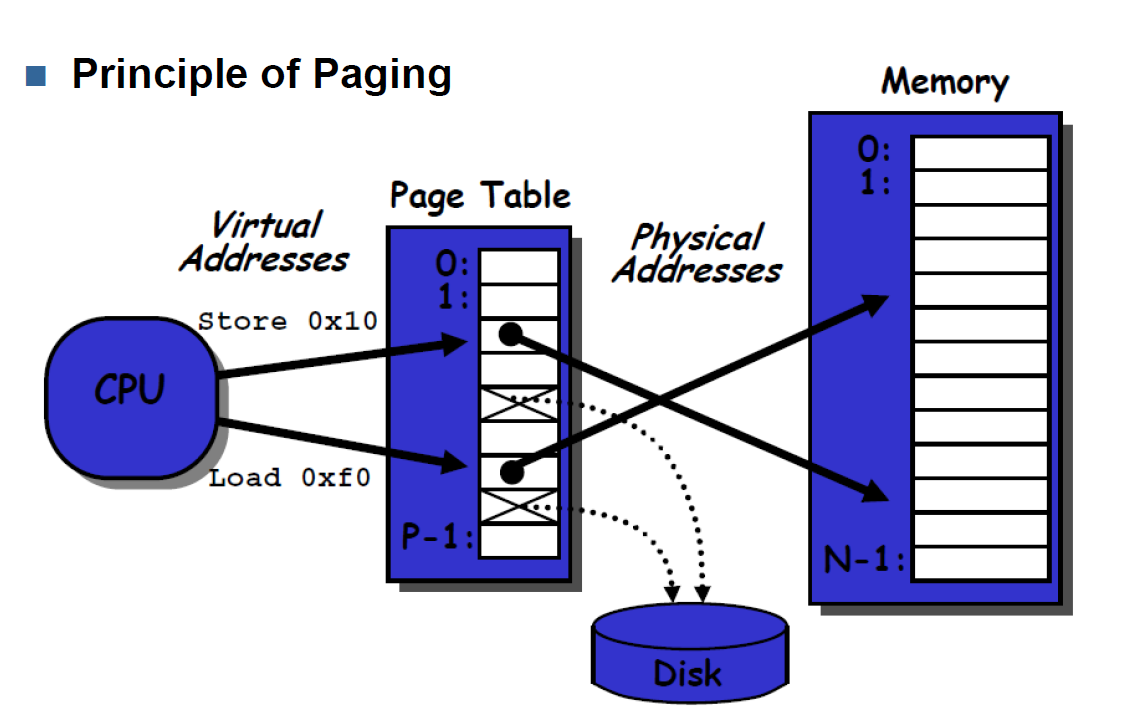 Principle of Paging
Memory
0:
1:
Page Table
Virtual
Addresses
Physical
Addresses
0:
1:
Store 0x10
CPU
Load 0xf0
P-1:
N-1:
Disk